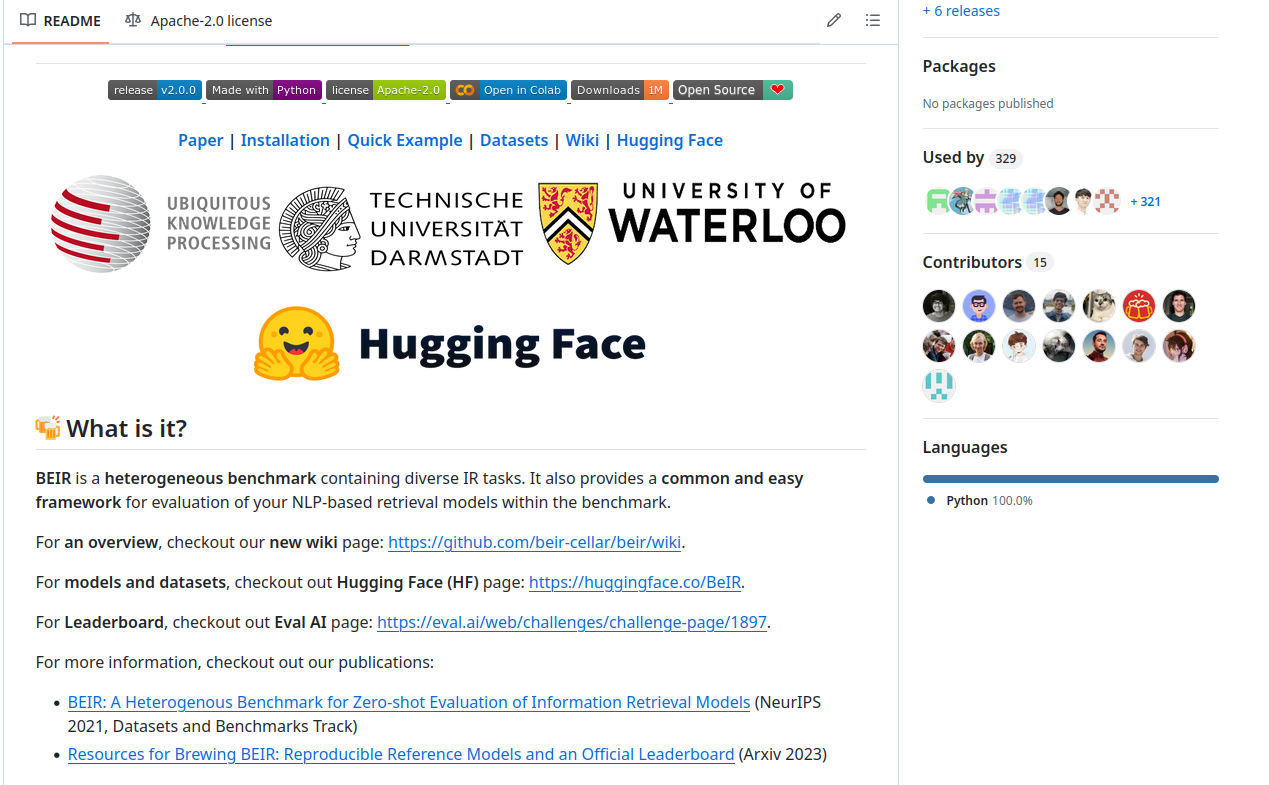 README
Apache-2.0 license
release v2.0.0 Made with Python license Apache-2.0 Open in Colab Downloads 1M Open Source
Paper | Installation | Quick Example | Datasets | Wiki | Hugging Face
UBIQUITOUS
KNOWLEDGE
PROCESSING
TECHNISCHE
UNIVERSITÄT
DARMSTADT
UNIVERSITY OF
WATERLOO
Hugging Face
What is it?
BEIR is a heterogeneous benchmark containing diverse IR tasks. It also provides a common and easy
framework for evaluation of your NLP-based retrieval models within the benchmark.
For an overview, checkout our new wiki page: https://github.com/beir-cellar/beir/wiki.
For models and datasets, checkout out Hugging Face (HF) page: https://huggingface.co/BeIR.
For Leaderboard, checkout out Eval AI page: https://eval.ai/web/challenges/challenge-page/1897.
For more information, checkout out our publications:
• BEIR: A Heterogenous Benchmark for Zero-shot Evaluation of Information Retrieval Models (NeurIPS
2021, Datasets and Benchmarks Track)
• Resources for Brewing BEIR: Reproducible Reference Models and an Official Leaderboard (Arxiv 2023)
+ 6 releases
Packages
No packages published
Used by 329
+ 321
Contributors 15
Languages
Python 100.0%